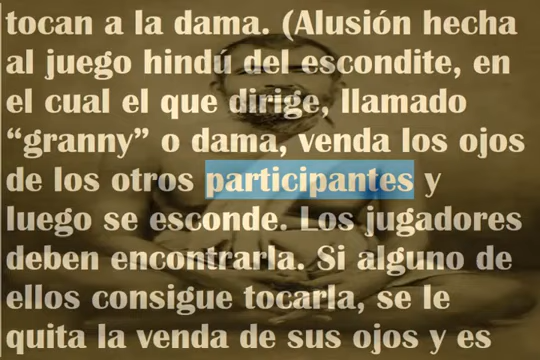 tocan a la dama. (Alusión hecha
al juego hindú del escondite, en
el cual el que dirige, llamado
“granny” o dama, venda los ojos
de los otros participantes y
luego se esconde. Los jugadores
deben encontrarla. Si alguno de
ellos consigue tocarla, se le
quita la venda de sus ojos y es